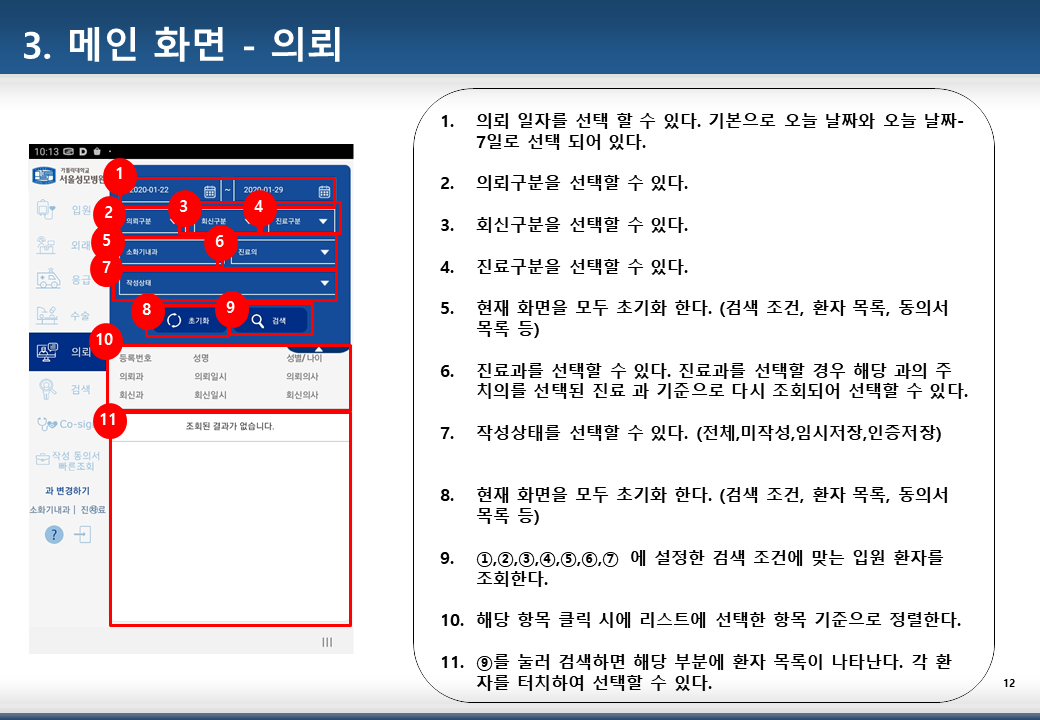 3. 메인 화면 - 의뢰
10:13
가톨릭대학교
서울성모병원
입원
외래
응급
수술
의뢰
검색
Co-sig
작성 동의서
빠른조회
과 변경하기
소화기내과 |
?
1
2020-01-22 ~ 2020-01-29
2
3
4
의뢰구분 회신구분 진료구분
5
6
소화기내과 진료의
7
작성상태
8
9
초기화 검색
10
등록번호 성명 성별/나이
의뢰과 의뢰일시 의뢰의사
회신과 회신일시 회신의사
11
조회된 결과가 없습니다.
1. 의뢰 일자를 선택 할 수 있다. 기본으로 오늘 날짜와 오늘 날짜-
7일로 선택 되어 있다.
2. 의뢰구분을 선택할 수 있다.
3. 회신구분을 선택할 수 있다.
4. 진료구분을 선택할 수 있다.
5. 현재 화면을 모두 초기화 한다. (검색 조건, 환자 목록, 동의서
목록 등)
6. 진료과를 선택할 수 있다. 진료과를 선택할 경우 해당 과의 주
치의를 선택된 진료 과 기준으로 다시 조회되어 선택할 수 있다.
7. 작성상태를 선택할 수 있다. (전체,미작성,임시저장,인증저장)
8. 현재 화면을 모두 초기화 한다. (검색 조건, 환자 목록, 동의서
목록 등)
9. ①,②,③,④,⑤,⑥,⑦ 에 설정한 검색 조건에 맞는 입원 환자를
조회한다.
10. 해당 항목 클릭 시에 리스트에 선택한 항목 기준으로 정렬한다.
11. ⑨를 눌러 검색하면 해당 부분에 환자 목록이 나타난다. 각 환
자를 터치하여 선택할 수 있다.
12